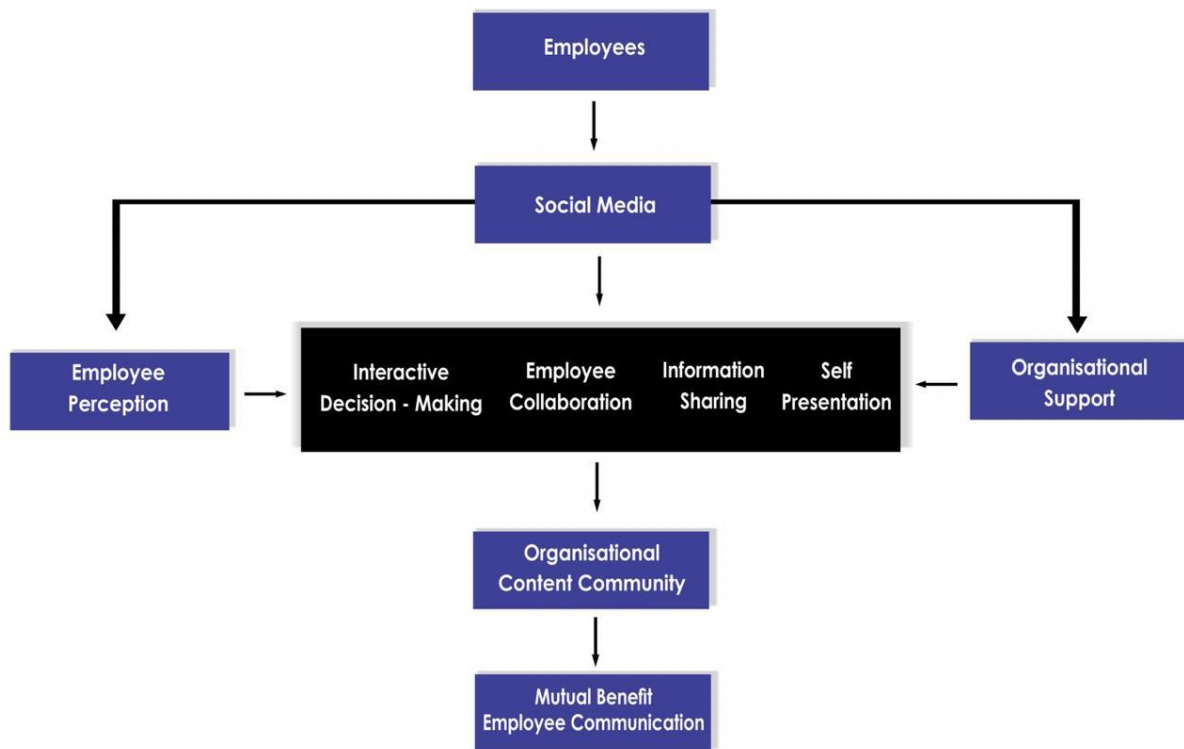 Employees
Social Media
Employee
Perception
Interactive
Decision - Making
Employee
Collaboration
Information
Sharing
Self
Presentation
Organisational
Support
Organisational
Content Community
Mutual Benefit
Employee Communication